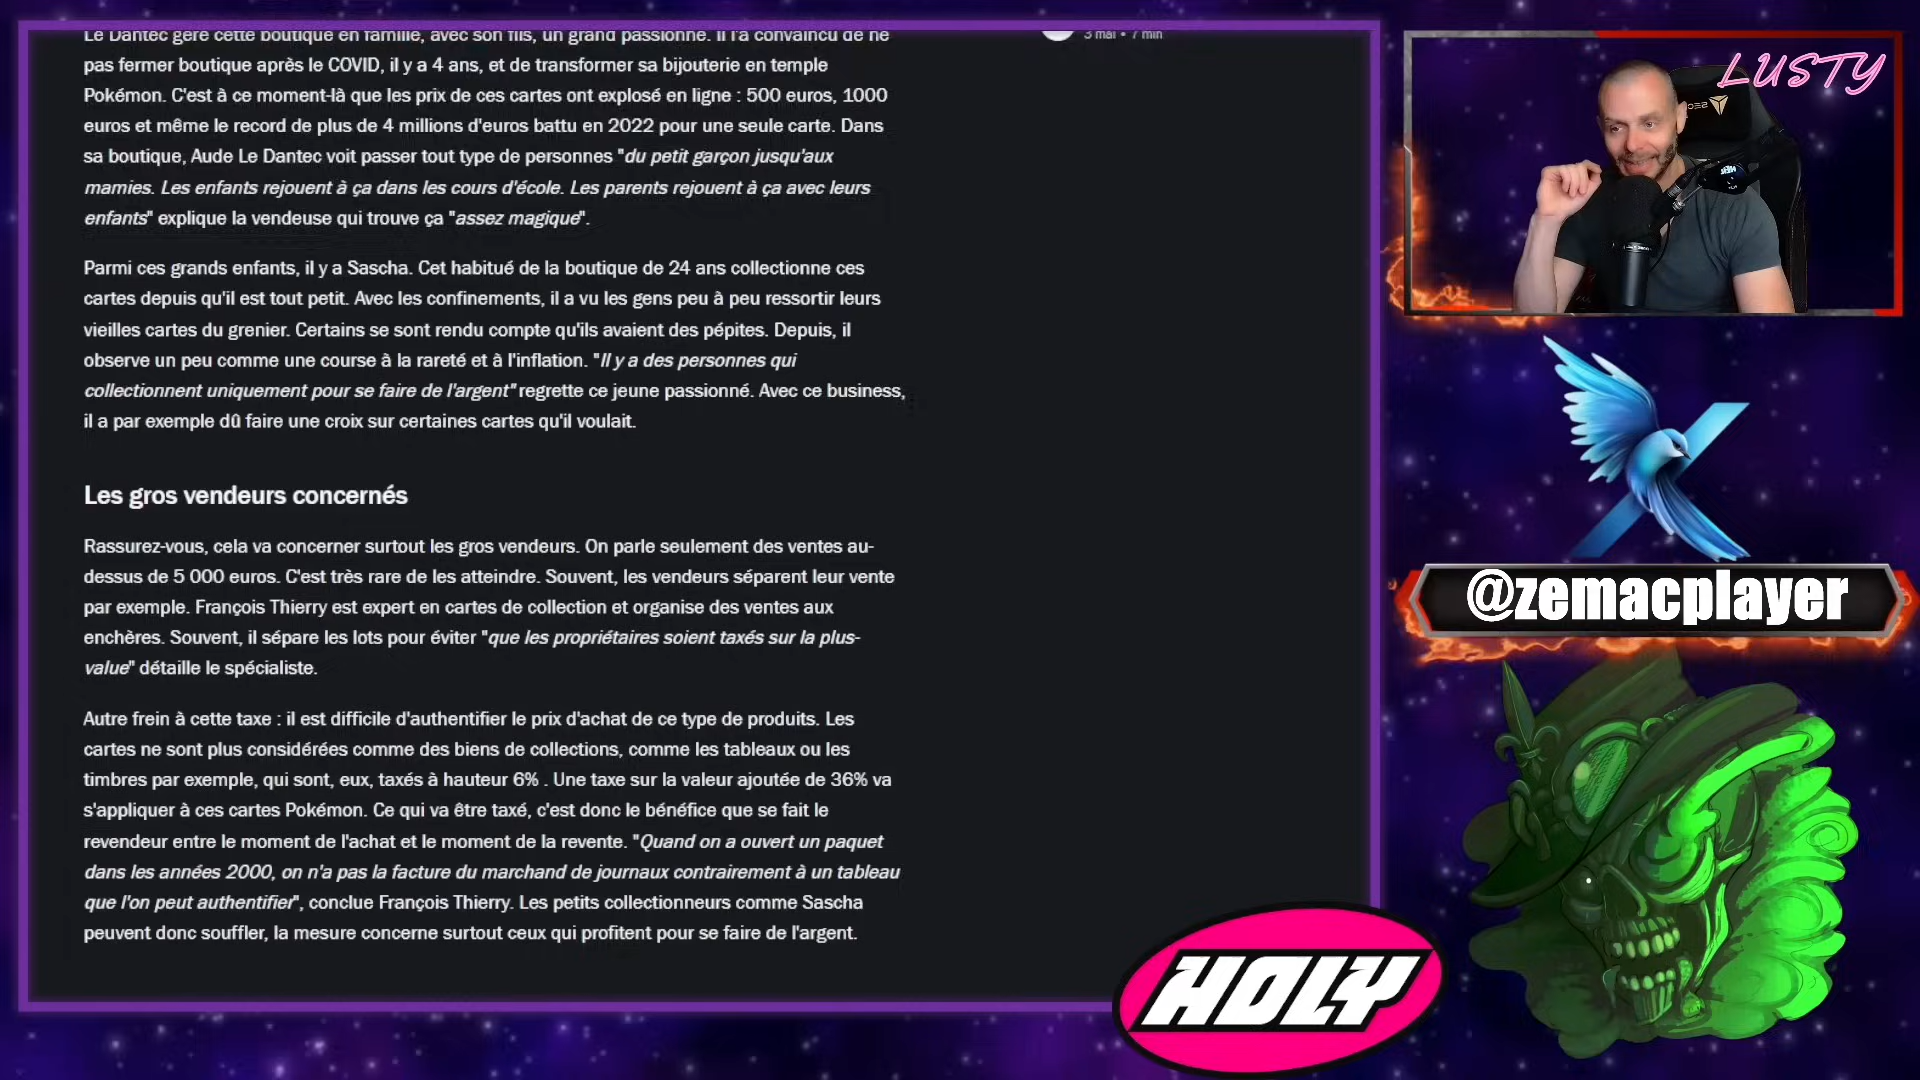 Le Dantec gère cette boutique en famille, avec son fils, un grand passionné. Il l'a convaincu de ne
pas fermer boutique après le COVID, il y a 4 ans, et de transformer sa bijouterie en temple
Pokémon. C'est à ce moment-là que les prix de ces cartes ont explosé en ligne : 500 euros, 1000
euros et même le record de plus de 4 millions d'euros battu en 2022 pour une seule carte. Dans
sa boutique, Aude Le Dantec voit passer tout type de personnes "du petit garçon jusqu'aux
mamies. Les enfants rejouent à ça dans les cours d'école. Les parents rejouent à ça avec leurs
enfants" explique la vendeuse qui trouve ça "assez magique".
Parmi ces grands enfants, il y a Sascha. Cet habitué de la boutique de 24 ans collectionne ces
cartes depuis qu'il est tout petit. Avec les confinements, il a vu les gens peu à peu ressortir leurs
vieilles cartes du grenier. Certains se sont rendu compte qu'ils avaient des pépites. Depuis, il
observe un peu comme une course à la rareté et à l'inflation. "Il y a des personnes qui
collectionnent uniquement pour se faire de l'argent" regrette ce jeune passionné. Avec ce business,
il a par exemple dû faire une croix sur certaines cartes qu'il voulait.
Les gros vendeurs concernés
Rassurez-vous, cela va concerner surtout les gros vendeurs. On parle seulement des ventes au-
dessus de 5 000 euros. C'est très rare de les atteindre. Souvent, les vendeurs séparent leur vente
par exemple. François Thierry est expert en cartes de collection et organise des ventes aux
enchères. Souvent, il sépare les lots pour éviter "que les propriétaires soient taxés sur la plus-
value" détaille le spécialiste.
Autre frein à cette taxe : il est difficile d'authentifier le prix d'achat de ce type de produits. Les
cartes ne sont plus considérées comme des biens de collections, comme les tableaux ou les
timbres par exemple, qui sont, eux, taxés à hauteur 6% . Une taxe sur la valeur ajoutée de 36% va
s'appliquer à ces cartes Pokémon. Ce qui va être taxé, c'est donc le bénéfice que se fait le
revendeur entre le moment de l'achat et le moment de la revente. "Quand on a ouvert un paquet
dans les années 2000, on n'a pas la facture du marchand de journaux contrairement à un tableau
que l'on peut authentifier", conclue François Thierry. Les petits collectionneurs comme Sascha
peuvent donc souffler, la mesure concerne surtout ceux qui profitent pour se faire de l'argent.
3 mai • 7 min
LUSTY
@zemacplayer
HOLY